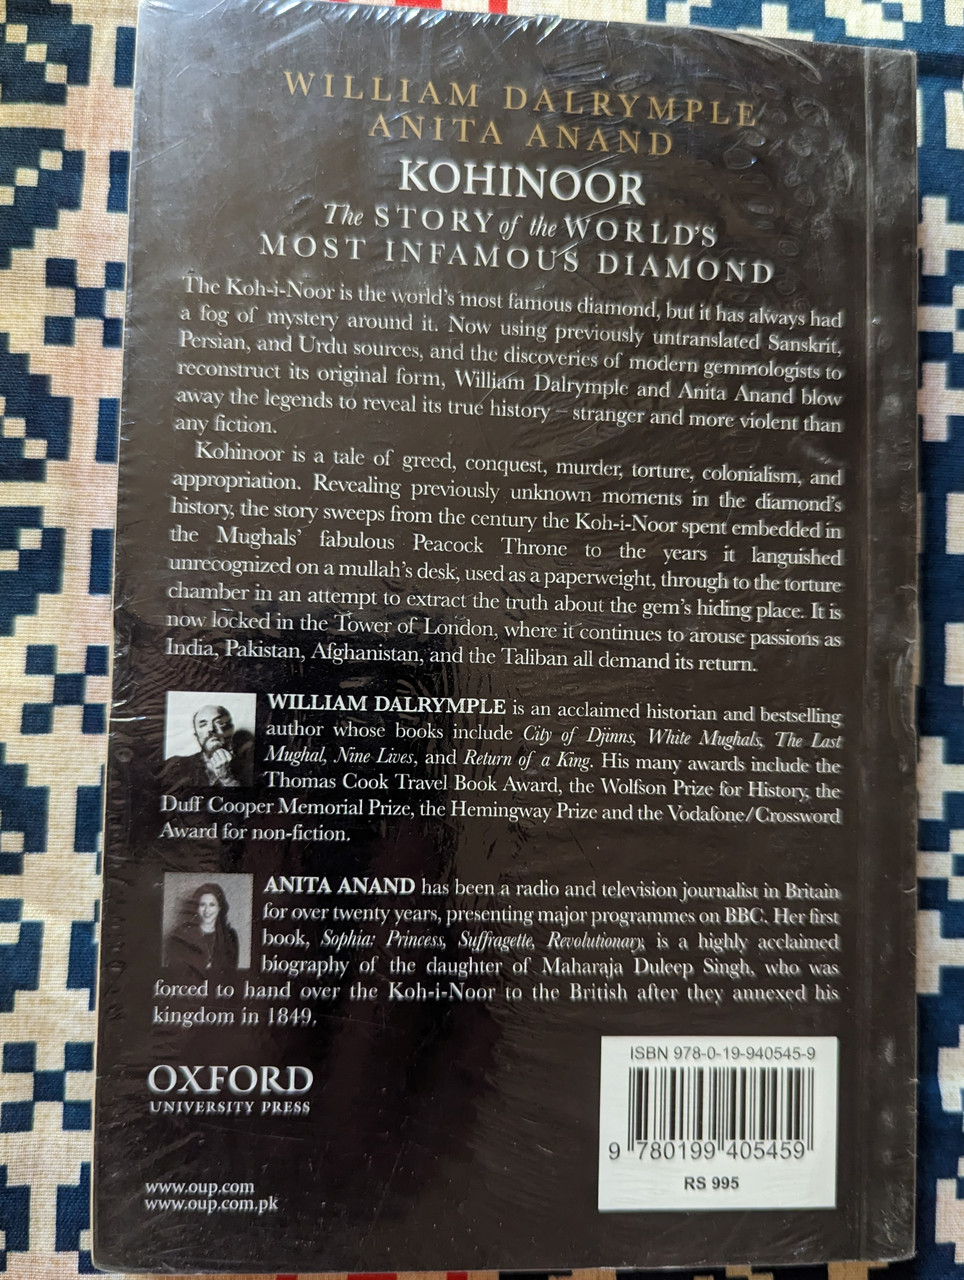 WILLIAM DALRYMPLE
ANITA ANAND
KOHINOOR
The STORY of the WORLD'S
MOST INFAMOUS DIAMOND
The Koh-i-Noor is the world's most famous diamond, but it has always had
a fog of mystery around it. Now using previously untranslated Sanskrit,
Persian, and Urdu sources, and the discoveries of modern gemmologists to
reconstruct its original form, William Dalrymple and Anita Anand blow
away the legends to reveal its true history – stranger and more violent than
any fiction.
Kohinoor is a tale of greed, conquest, murder, torture, colonialism, and
appropriation. Revealing previously unknown moments in the diamond's
history, the story sweeps from the century the Koh-i-Noor spent embedded in
the Mughals' fabulous Peacock Throne to the years it languished
unrecognized on a mullah's desk, used as a paperweight, through to the torture
chamber in an attempt to extract the truth about the gem's hiding place. It is
now locked in the Tower of London, where it continues to arouse passions as
India, Pakistan, Afghanistan, and the Taliban all demand its return.
WILLIAM DALRYMPLE is an acclaimed historian and bestselling
author whose books include City of Djinns, White Mughals, The Last
Mughal, Nine Lives, and Return of a King. His many awards include the
Thomas Cook Travel Book Award, the Wolfson Prize for History, the
Duff Cooper Memorial Prize, the Hemingway Prize and the Vodafone/Crossword
Award for non-fiction.
ANITA ANAND has been a radio and television journalist in Britain
for over twenty years, presenting major programmes on BBC. Her first
book, Sophia: Princess, Suffragette, Revolutionary, is a highly acclaimed
biography of the daughter of Maharaja Duleep Singh, who was
forced to hand over the Koh-i-Noor to the British after they annexed his
kingdom in 1849.
OXFORD
UNIVERSITY PRESS
www.oup.com
www.oup.com.pk
ISBN 978-0-19-940545-9
9 780199 405459
RS 995